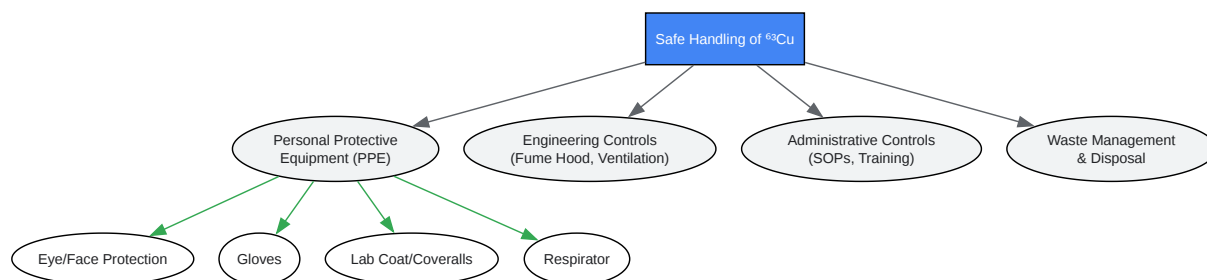 Safe Handling of ⁶³Cu
Personal Protective
Equipment (PPE)
Engineering Controls
(Fume Hood, Ventilation)
Administrative Controls
(SOPs, Training)
Waste Management
& Disposal
Eye/Face Protection
Gloves
Lab Coat/Coveralls
Respirator